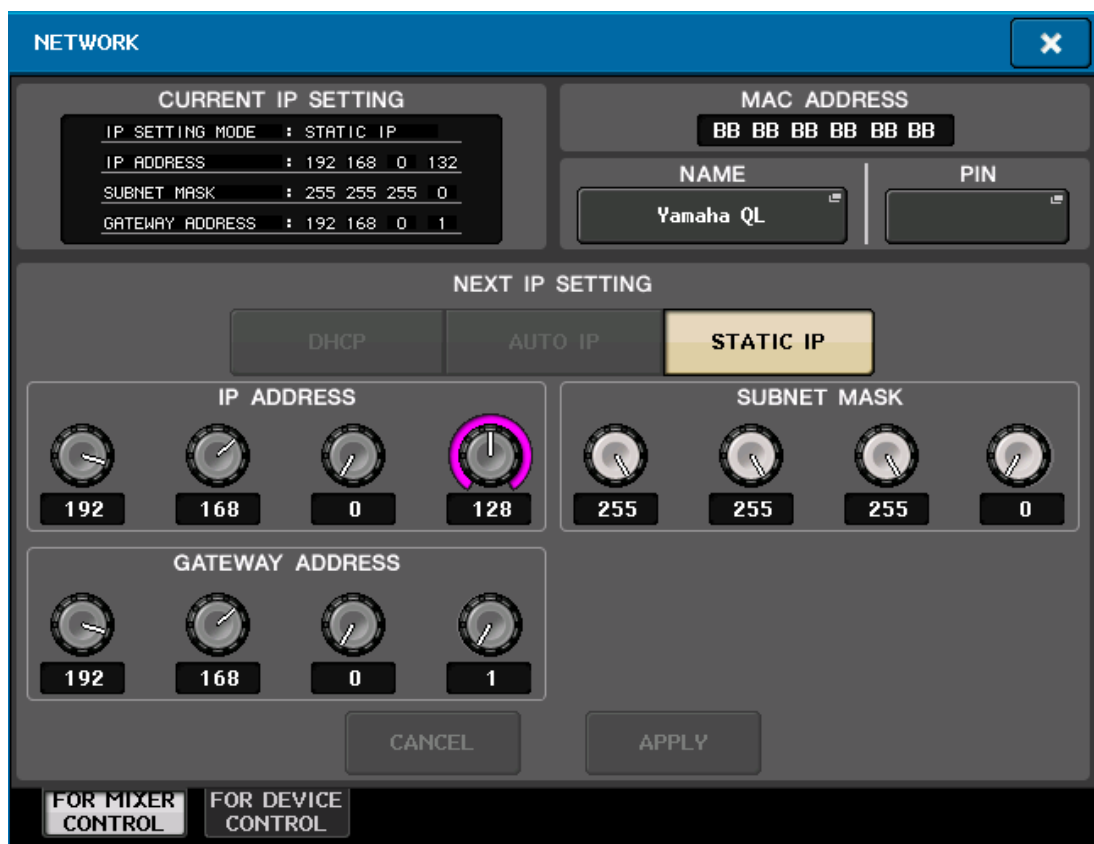 NETWORK
CURRENT IP SETTING
IP SETTING MODE : STATIC IP
IP ADDRESS : 192 168 0 132
SUBNET MASK : 255 255 255 0
GATEWAY ADDRESS : 192 168 0 1
MAC ADDRESS
BB BB BB BB BB BB
NAME
Yamaha QL
PIN
NEXT IP SETTING
DHCP
AUTO IP
STATIC IP
IP ADDRESS
192 168 0 128
SUBNET MASK
255 255 255 0
GATEWAY ADDRESS
192 168 0 1
CANCEL
APPLY
FOR MIXER
CONTROL
FOR DEVICE
CONTROL